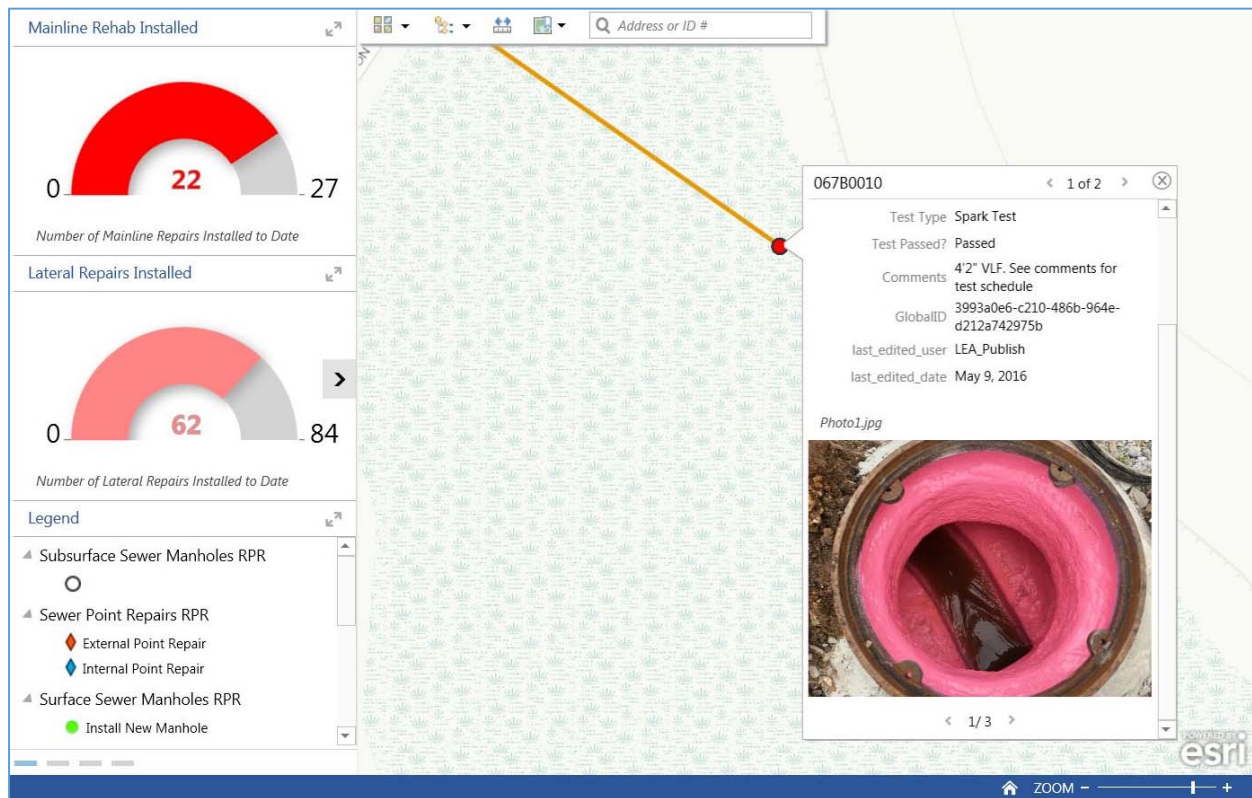 Mainline Rehab Installed
0
22
27
Number of Mainline Repairs Installed to Date
Lateral Repairs Installed
0
62
84
Number of Lateral Repairs Installed to Date
Legend
Subsurface Sewer Manholes RPR
Sewer Point Repairs RPR
External Point Repair
Internal Point Repair
Surface Sewer Manholes RPR
Install New Manhole
Address or ID #
ON
067B0010
1 of 2
Test Type Spark Test
Test Passed? Passed
Comments 4'2" VLF. See comments for
test schedule
GlobalID 3993a0e6-c210-486b-964e-
d212a742975b
last_edited_user LEA_Publish
last_edited_date May 9, 2016
Photo1.jpg
1/ 3
POWERED BY
esri
ZOOM